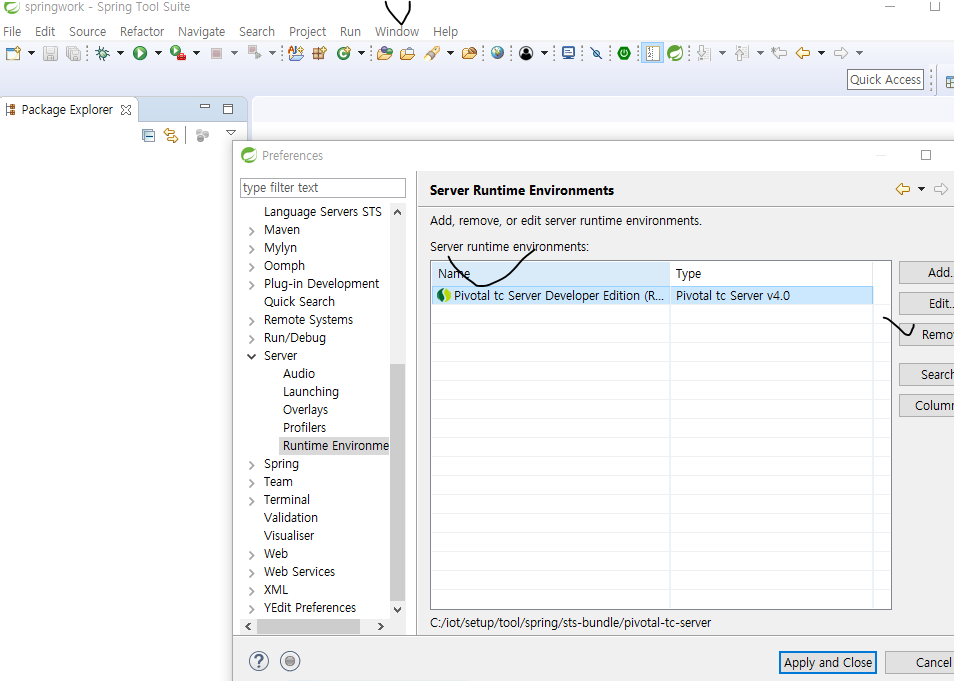 springwork - Spring Tool Suite
File Edit Source Refactor Navigate Search Project Run Window Help
Quick Access
Package Explorer
Preferences
type filter text
Language Servers STS
Maven
Mylyn
Oomph
Plug-in Development
Quick Search
Remote Systems
Run/Debug
Server
Audio
Launching
Overlays
Profilers
Runtime Environme
Spring
Team
Terminal
Validation
Visualiser
Web
Web Services
XML
YEdit Preferences
Server Runtime Environments
Add, remove, or edit server runtime environments.
Server runtime environments:
Name Type
Pivotal tc Server Developer Edition (R... Pivotal tc Server v4.0
Add.
Edit..
Remo
Search
Colum
C:/iot/setup/tool/spring/sts-bundle/pivotal-tc-server
Apply and Close Cancel